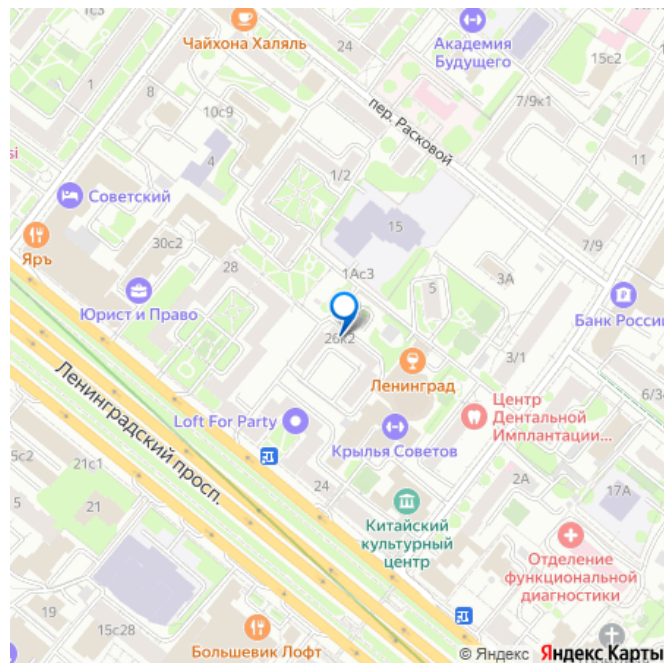 Чайхона Халяль
24
Академия
Будущего
15с2
1
8
10с9
7/9к1
пер. Расковой
4
11
si
1/2
Советский
15
30с2
7/9
Яръ
28
1Ас3
3А
5
Юрист и Право
26к2
Банк России
3/1
Ленинград
Ленинградский просп.
6/3
Центр
Дентальной
Имплантации...
Loft For Party
Крылья Советов
5с2
21с1
24
2А
17А
21
Китайский
культурный
центр
Отделение
функциональной
диагностики
19
15с28
Большевик Лофт
© Яндекс Яндекс Карты